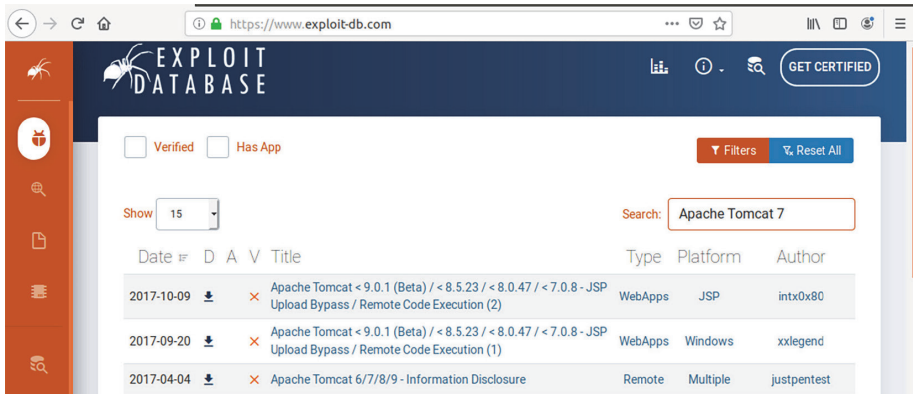 https://www.exploit-db.com
EXPLOIT
DATABASE
GET CERTIFIED
Verified
Has App
Filters
Reset All
Show 15
Search: Apache Tomcat 7
Date D A V Title Type Platform Author
2017-10-09 Apache Tomcat < 9.0.1 (Beta) / < 8.5.23 / < 8.0.47 / < 7.0.8 - JSP
Upload Bypass / Remote Code Execution (2) WebApps JSP intx0x80
2017-09-20 Apache Tomcat < 9.0.1 (Beta) / < 8.5.23 / < 8.0.47 / < 7.0.8 - JSP
Upload Bypass / Remote Code Execution (1) WebApps Windows xxlegend
2017-04-04 Apache Tomcat 6/7/8/9 - Information Disclosure Remote Multiple justpentest